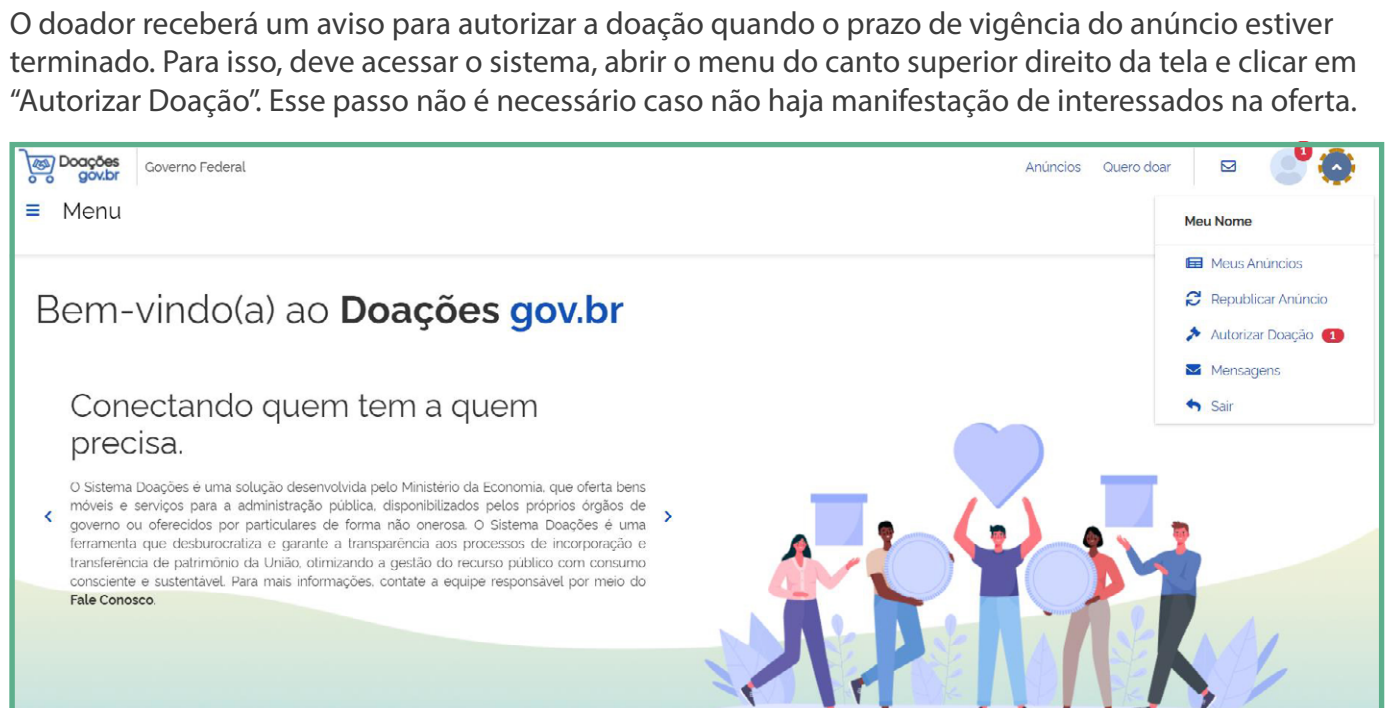 O doador receberá um aviso para autorizar a doação quando o prazo de vigência do anúncio estiver
terminado. Para isso, deve acessar o sistema, abrir o menu do canto superior direito da tela e clicar em
“Autorizar Doação”. Esse passo não é necessário caso não haja manifestação de interessados na oferta.
Doações
gov.br
Governo Federal
Anúncios
Quero doar
1
Menu
Meu Nome
Meus Anúncios
Republicar Anúncio
Autorizar Doação 1
Mensagens
Sair
Bem-vindo(a) ao Doações gov.br
Conectando quem tem a quem
precisa.
O Sistema Doações é uma solução desenvolvida pelo Ministério da Economia, que oferta bens
móveis e serviços para a administração pública, disponibilizados pelos próprios órgãos de
governo ou oferecidos por particulares de forma não onerosa. O Sistema Doações é uma
ferramenta que desburocratiza e garante a transparência aos processos de incorporação e
transferência de patrimônio da União, otimizando a gestão do recurso público com consumo
consciente e sustentável. Para mais informações, contate a equipe responsável por meio do
Fale Conosco.